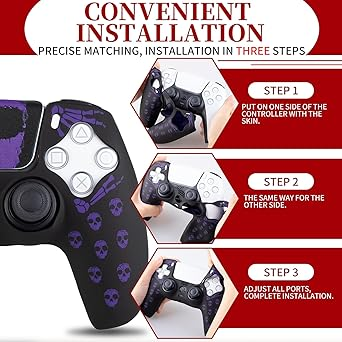 CONVENIENT
INSTALLATION
PRECISE MATCHING, INSTALLATION IN THREE STEPS
STEP 1
PUT ON ONE SIDE OF THE
CONTROLLER WITH THE
SKIN.
STEP 2
THE SAME WAY FOR THE
OTHER SIDE.
STEP 3
ADJUST ALL PORTS,
COMPLETE INSTALLATION.